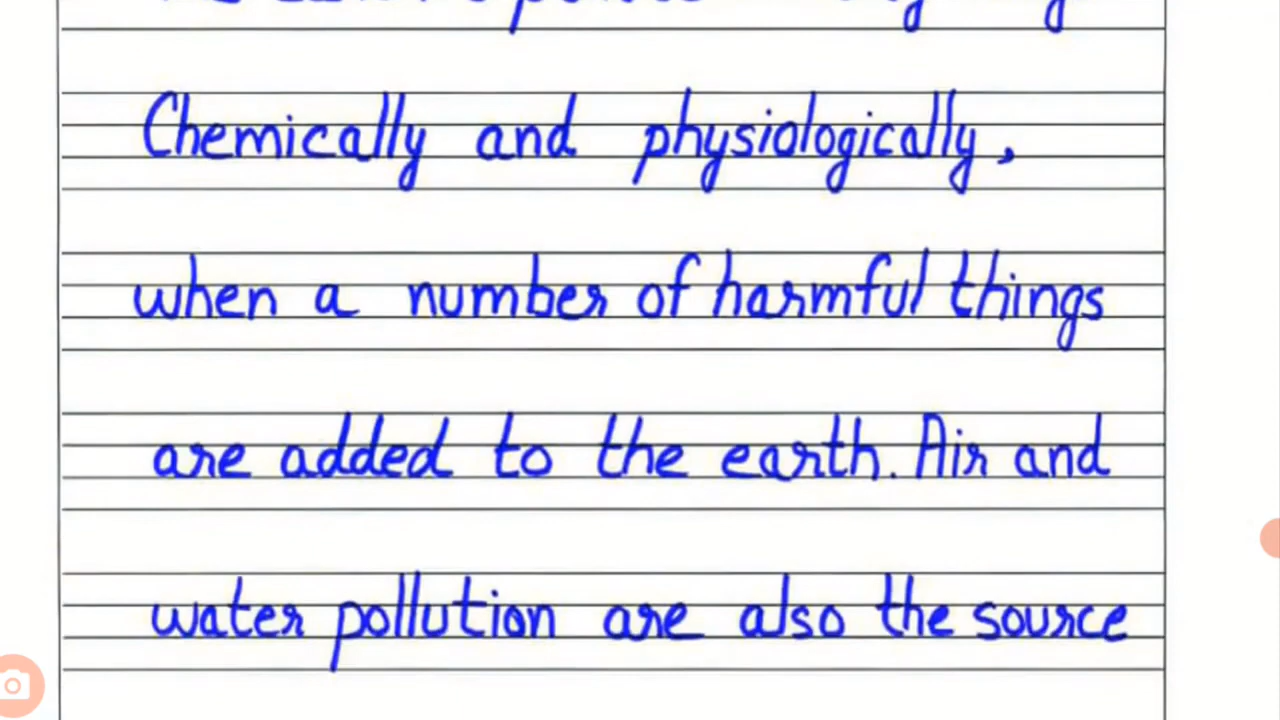 Chemically and physiologically,
when a number of harmful things
are added to the earth. Air and
water pollution are also the source